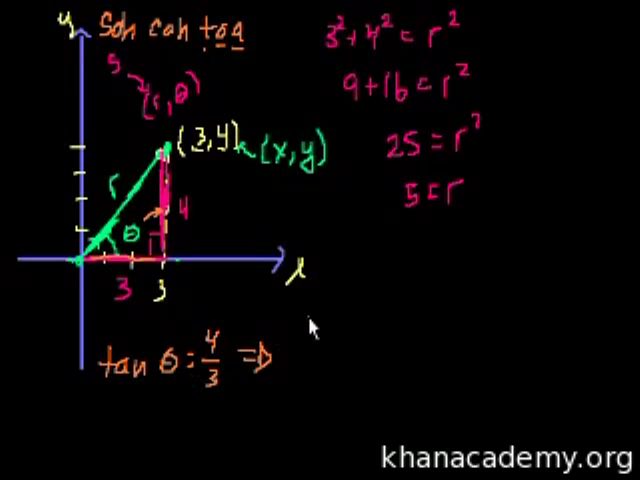 y
Soh cah toa
3² + 4² = r²
5
(r, θ)
9 + 16 = r²
(3,4)
(x, y)
25 = r²
r
5 = r
θ
4
3
3
x
tan θ = 4/3 ⇒
khanacademy.org